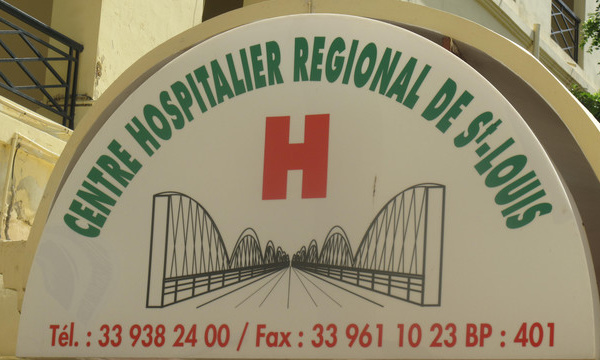 CENTRE HOSPITALIER REGIONAL DE St.-LOUIS
H
Tél. : 33 938 24 00 / Fax : 33 961 10 23 BP : 401